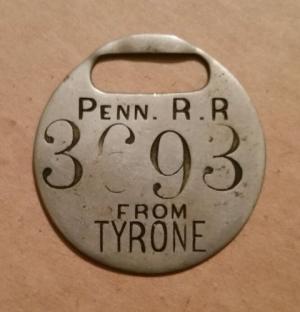 PENN. R.R
3693
FROM
TYRONE